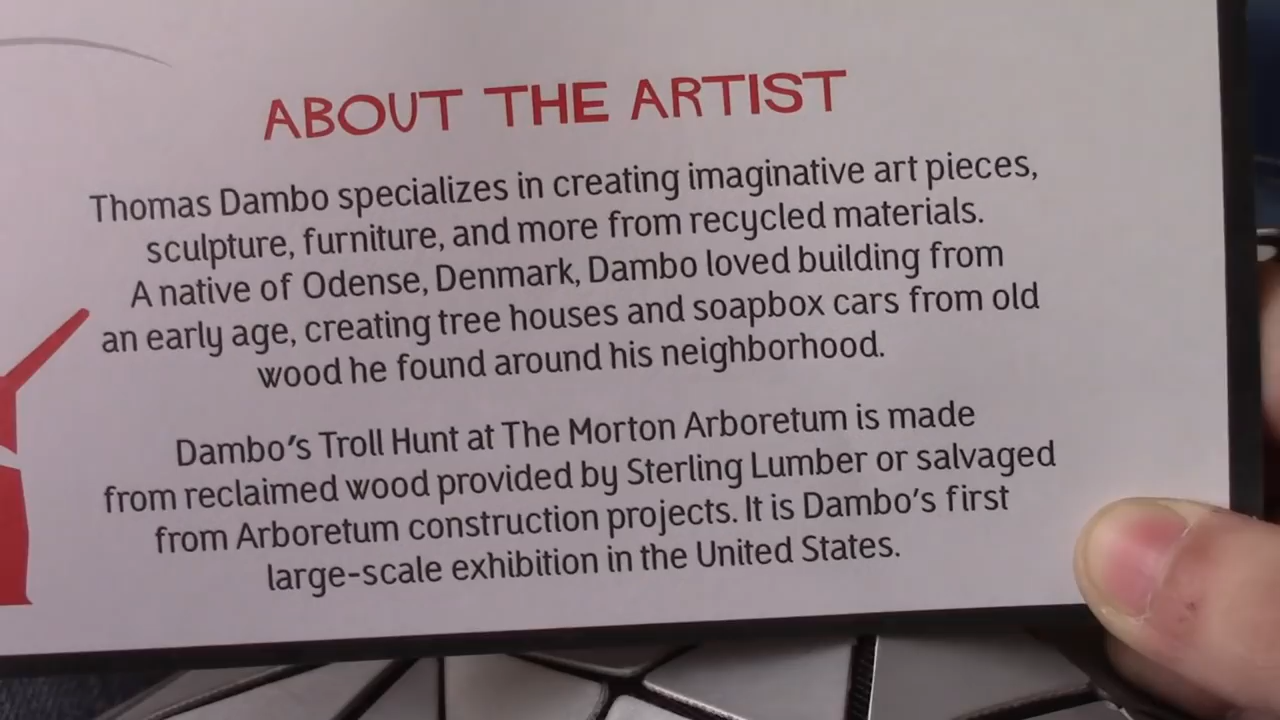 ABOUT THE ARTIST
Thomas Dambo specializes in creating imaginative art pieces,
sculpture, furniture, and more from recycled materials.
A native of Odense, Denmark, Dambo loved building from
an early age, creating tree houses and soapbox cars from old
wood he found around his neighborhood.
Dambo's Troll Hunt at The Morton Arboretum is made
from reclaimed wood provided by Sterling Lumber or salvaged
from Arboretum construction projects. It is Dambo's first
large-scale exhibition in the United States.